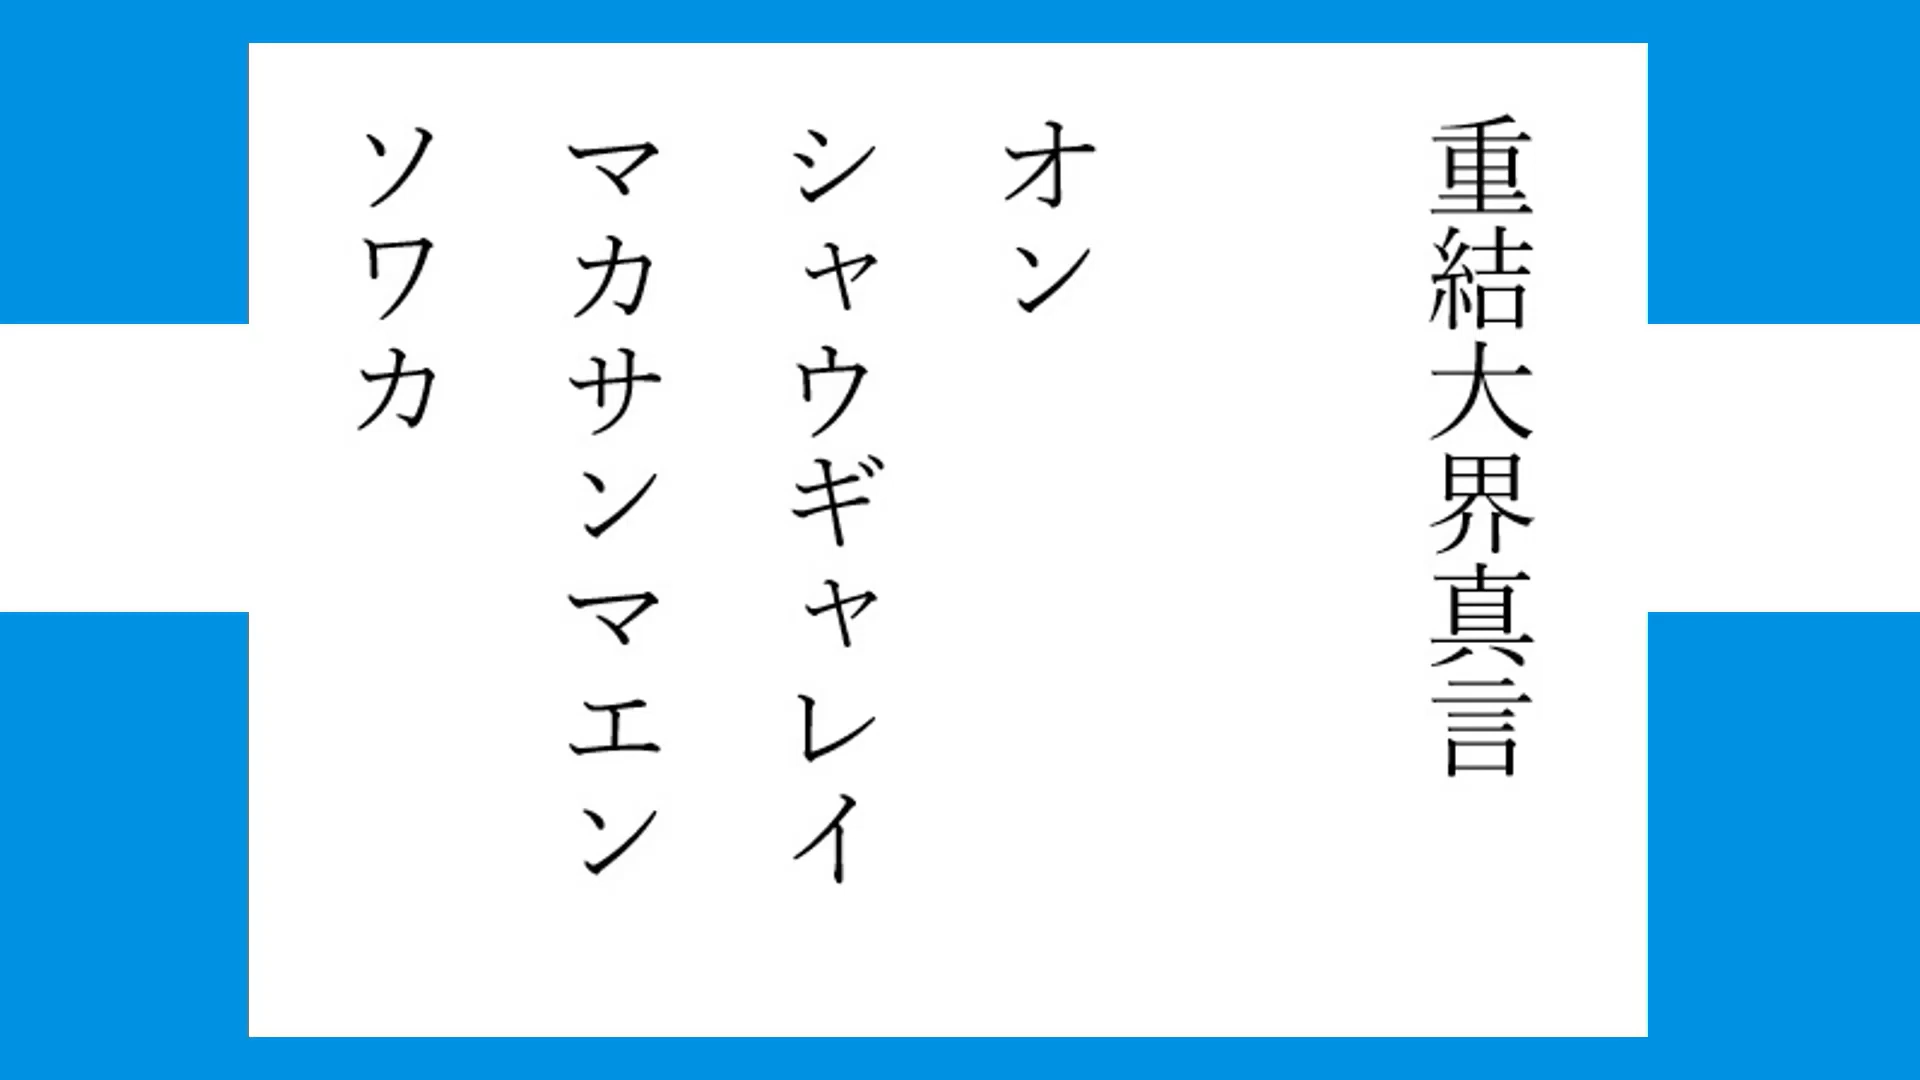 重結大界真言
オン
シャウギャレイ
マカサンマエン
ソワカ